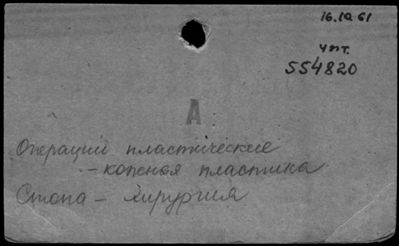 16.10.61
чит.
554820
А
Операции пластические
– кожная пластика
Стопа – хирургия